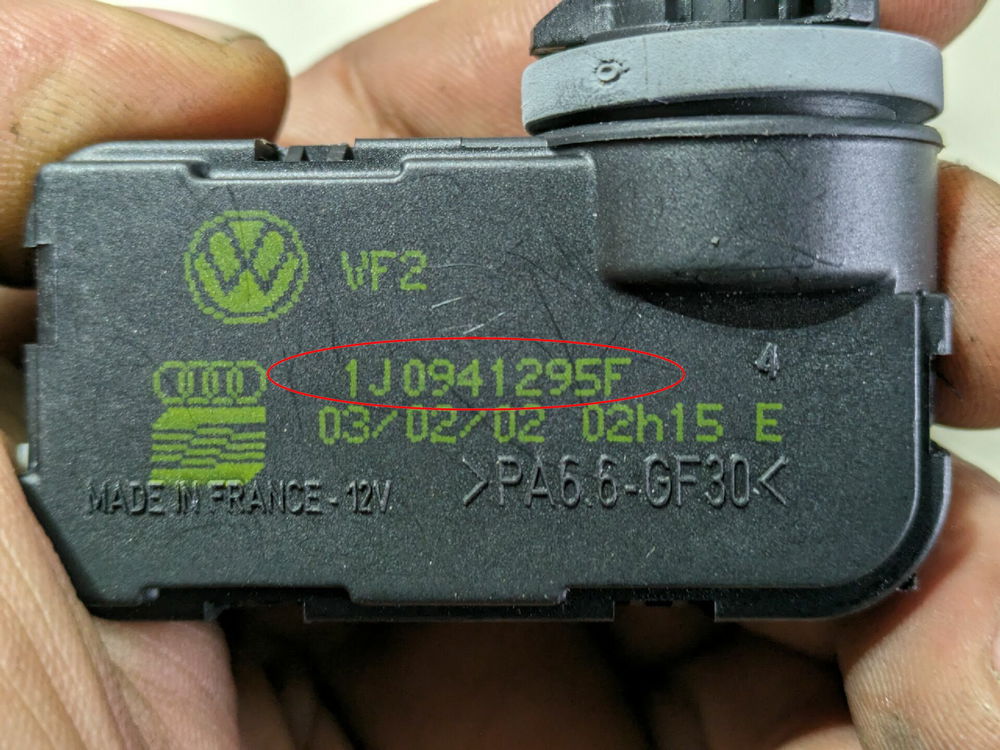 VF2
1J0941295F
4
03/02/02 02h15 E
MADE IN FRANCE - 12V
>PA6.6-GF30<